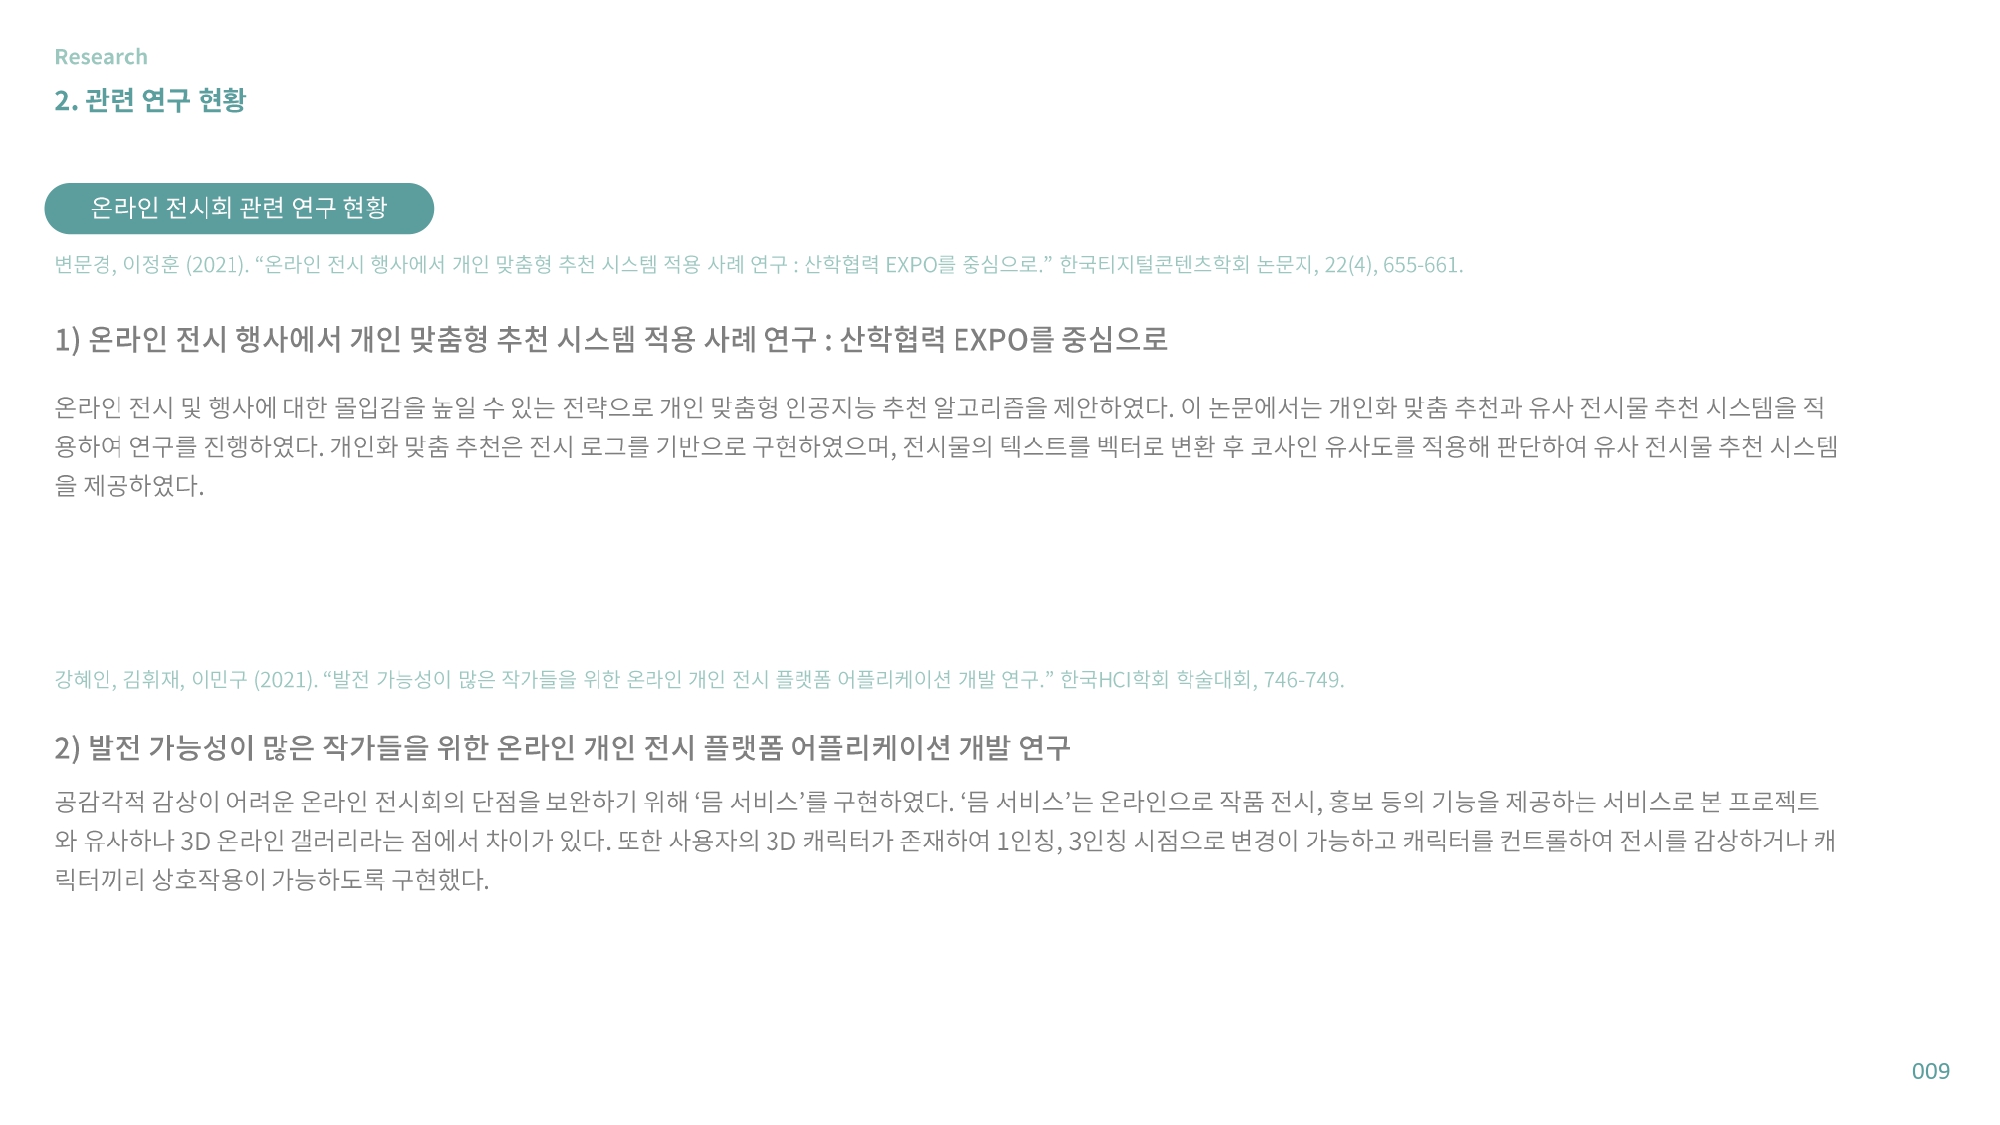 Research
2. 관련 연구 현황
온라인 전시회 관련 연구 현황
변문경, 이정훈 (2021). “온라인 전시 행사에서 개인 맞춤형 추천 시스템 적용 사례 연구 : 산학협력 EXPO를 중심으로.” 한국티지털콘텐츠학회 논문지, 22(4), 655-661.
1) 온라인 전시 행사에서 개인 맞춤형 추천 시스템 적용 사례 연구 : 산학협력 EXPO를 중심으로
온라인 전시 및 행사에 대한 몰입감을 높일 수 있는 전략으로 개인 맞춤형 인공지능 추천 알고리즘을 제안하였다. 이 논문에서는 개인화 맞춤 추천과 유사 전시물 추천 시스템을 적
용하여 연구를 진행하였다. 개인화 맞춤 추천은 전시 로그를 기반으로 구현하였으며, 전시물의 텍스트를 벡터로 변환 후 코사인 유사도를 적용해 판단하여 유사 전시물 추천 시스템
을 제공하였다.
강혜인, 김휘재, 이민구 (2021). “발전 가능성이 많은 작가들을 위한 온라인 개인 전시 플랫폼 어플리케이션 개발 연구.” 한국HCI학회 학술대회, 746-749.
2) 발전 가능성이 많은 작가들을 위한 온라인 개인 전시 플랫폼 어플리케이션 개발 연구
공감각적 감상이 어려운 온라인 전시회의 단점을 보완하기 위해 ‘믐 서비스’를 구현하였다. ‘믐 서비스’는 온라인으로 작품 전시, 홍보 등의 기능을 제공하는 서비스로 본 프로젝트
와 유사하나 3D 온라인 갤러리라는 점에서 차이가 있다. 또한 사용자의 3D 캐릭터가 존재하여 1인칭, 3인칭 시점으로 변경이 가능하고 캐릭터를 컨트롤하여 전시를 감상하거나 캐
릭터끼리 상호작용이 가능하도록 구현했다.
009